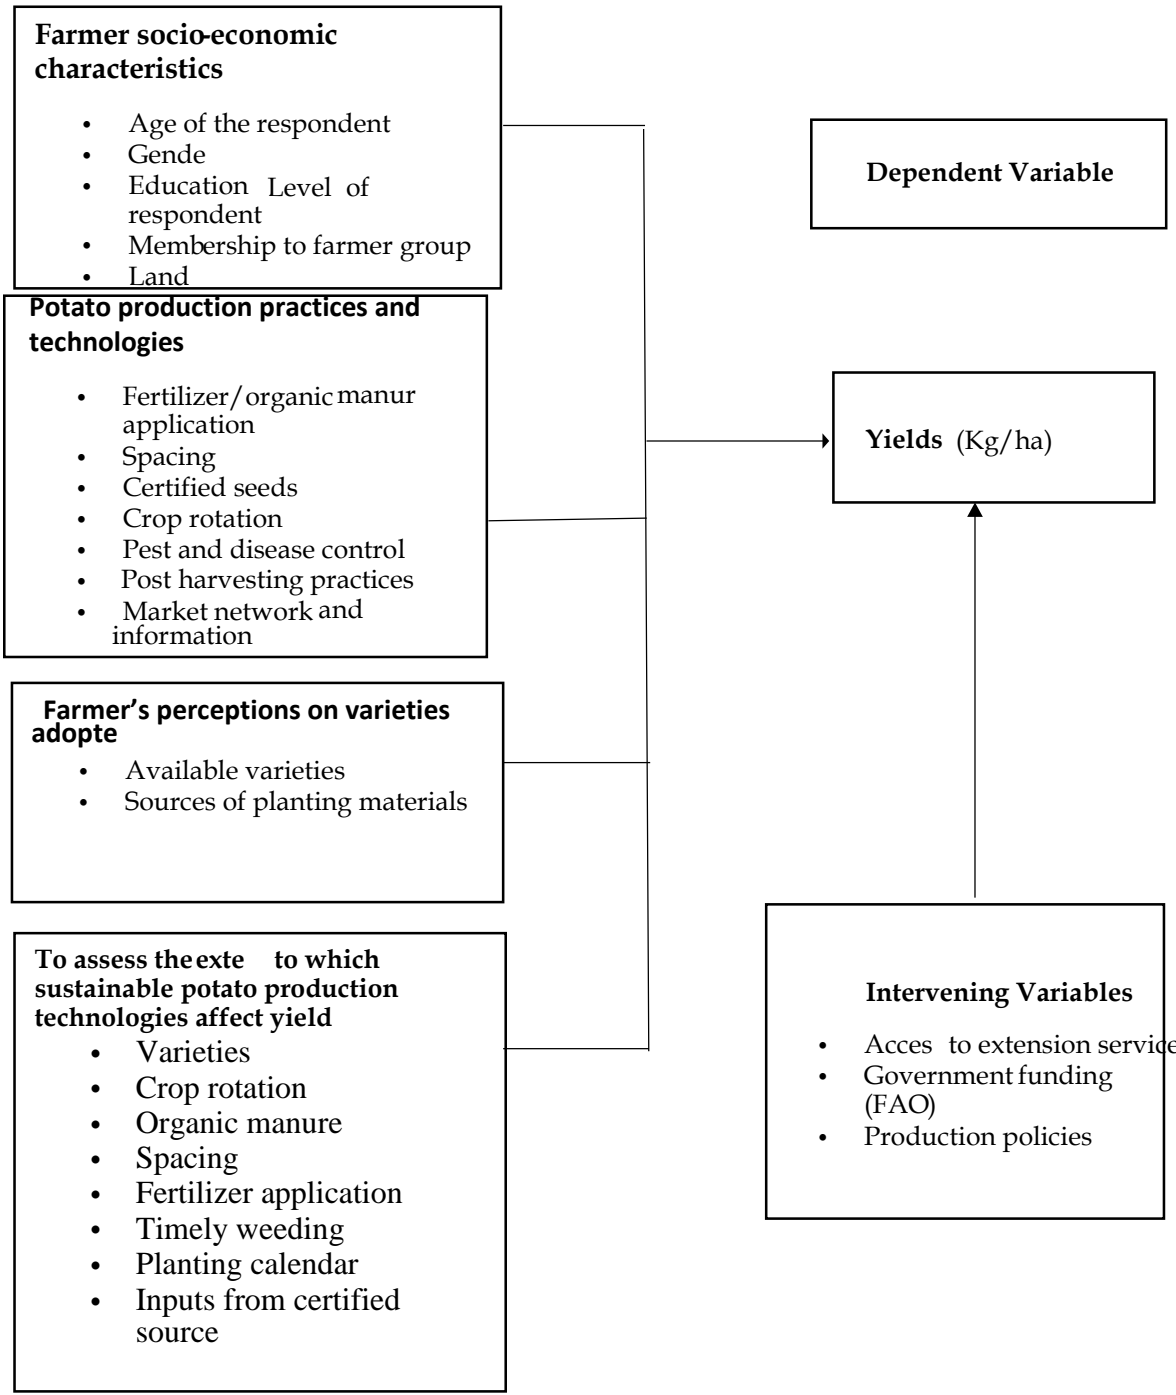 Farmer socio-economic
characteristics
• Age of the respondent
• Gende
• Education Level of
respondent
• Membership to farmer group
• Land
Potato production practices and
technologies
• Fertilizer/organic manur
application
• Spacing
• Certified seeds
• Crop rotation
• Pest and disease control
• Post harvesting practices
• Market network and
information
Farmer’s perceptions on varieties
adopte
• Available varieties
• Sources of planting materials
To assess the exte to which
sustainable potato production
technologies affect yield
• Varieties
• Crop rotation
• Organic manure
• Spacing
• Fertilizer application
• Timely weeding
• Planting calendar
• Inputs from certified
source
Dependent Variable
Yields (Kg/ha)
Intervening Variables
• Acces to extension service
• Government funding
(FAO)
• Production policies